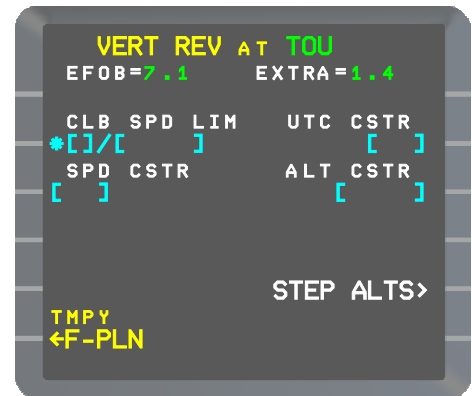 VERT REV AT TOU
EFOB=7.1 EXTRA=1.4
CLB SPD LIM UTC CSTR
*[ ]/[ ] [ ]
SPD CSTR ALT CSTR
[ ] [ ]
STEP ALTS>
TMPY
←F-PLN